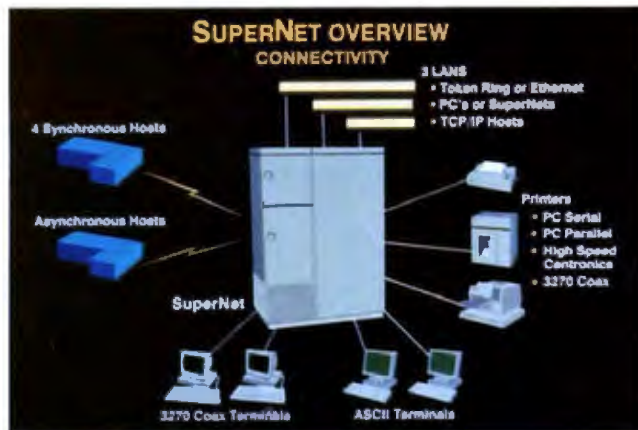 SUPERNET OVERVIEW
CONNECTIVITY
3 LANS
• Token Ring or Ethernet
• PC's or SuperNets
• TCP/IP Hosts
4 Synchronous Hosts
Asynchronous Hosts
Printers
• PC Serial
• PC Parallel
• High Speed
Centronics
• 3270 Coax
SuperNet
3270 Coax Terminals
ASCII Terminals